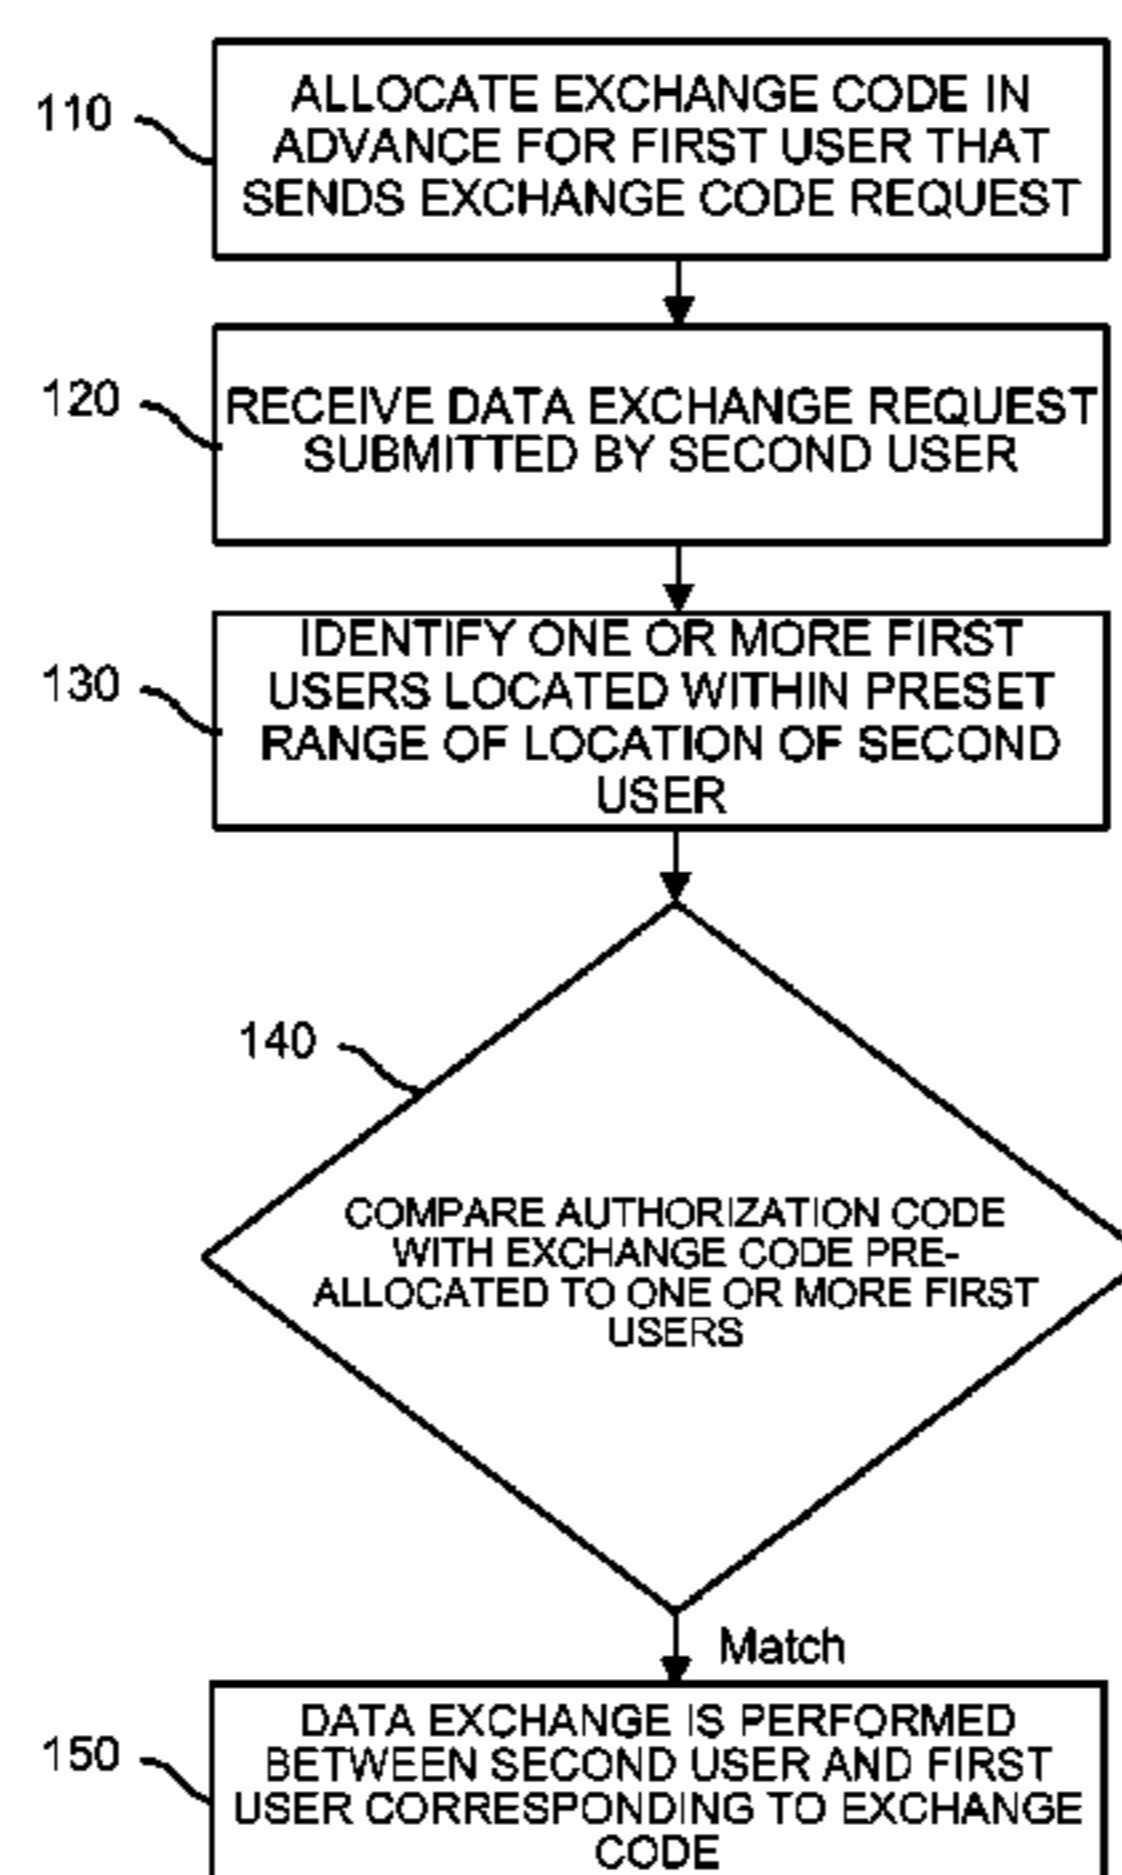 110
ALLOCATE EXCHANGE CODE IN
ADVANCE FOR FIRST USER THAT
SENDS EXCHANGE CODE REQUEST
120
RECEIVE DATA EXCHANGE REQUEST
SUBMITTED BY SECOND USER
130
IDENTIFY ONE OR MORE FIRST
USERS LOCATED WITHIN PRESET
RANGE OF LOCATION OF SECOND
USER
140
COMPARE AUTHORIZATION CODE
WITH EXCHANGE CODE PRE-
ALLOCATED TO ONE OR MORE FIRST
USERS
Match
150
DATA EXCHANGE IS PERFORMED
BETWEEN SECOND USER AND FIRST
USER CORRESPONDING TO EXCHANGE
CODE